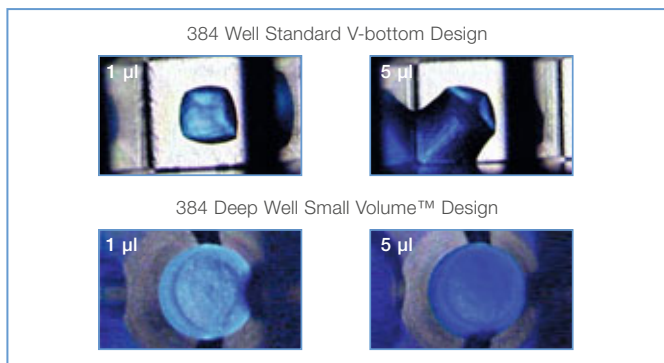 384 Well Standard V-bottom Design
1 µl
5 µl
384 Deep Well Small Volume™ Design
1 µl
5 µl